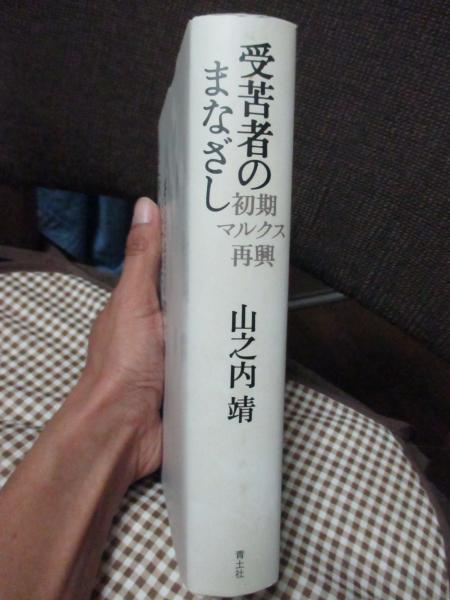 受苦者の
まなざし
初期
マルクス
再興
山之内 靖
青土社